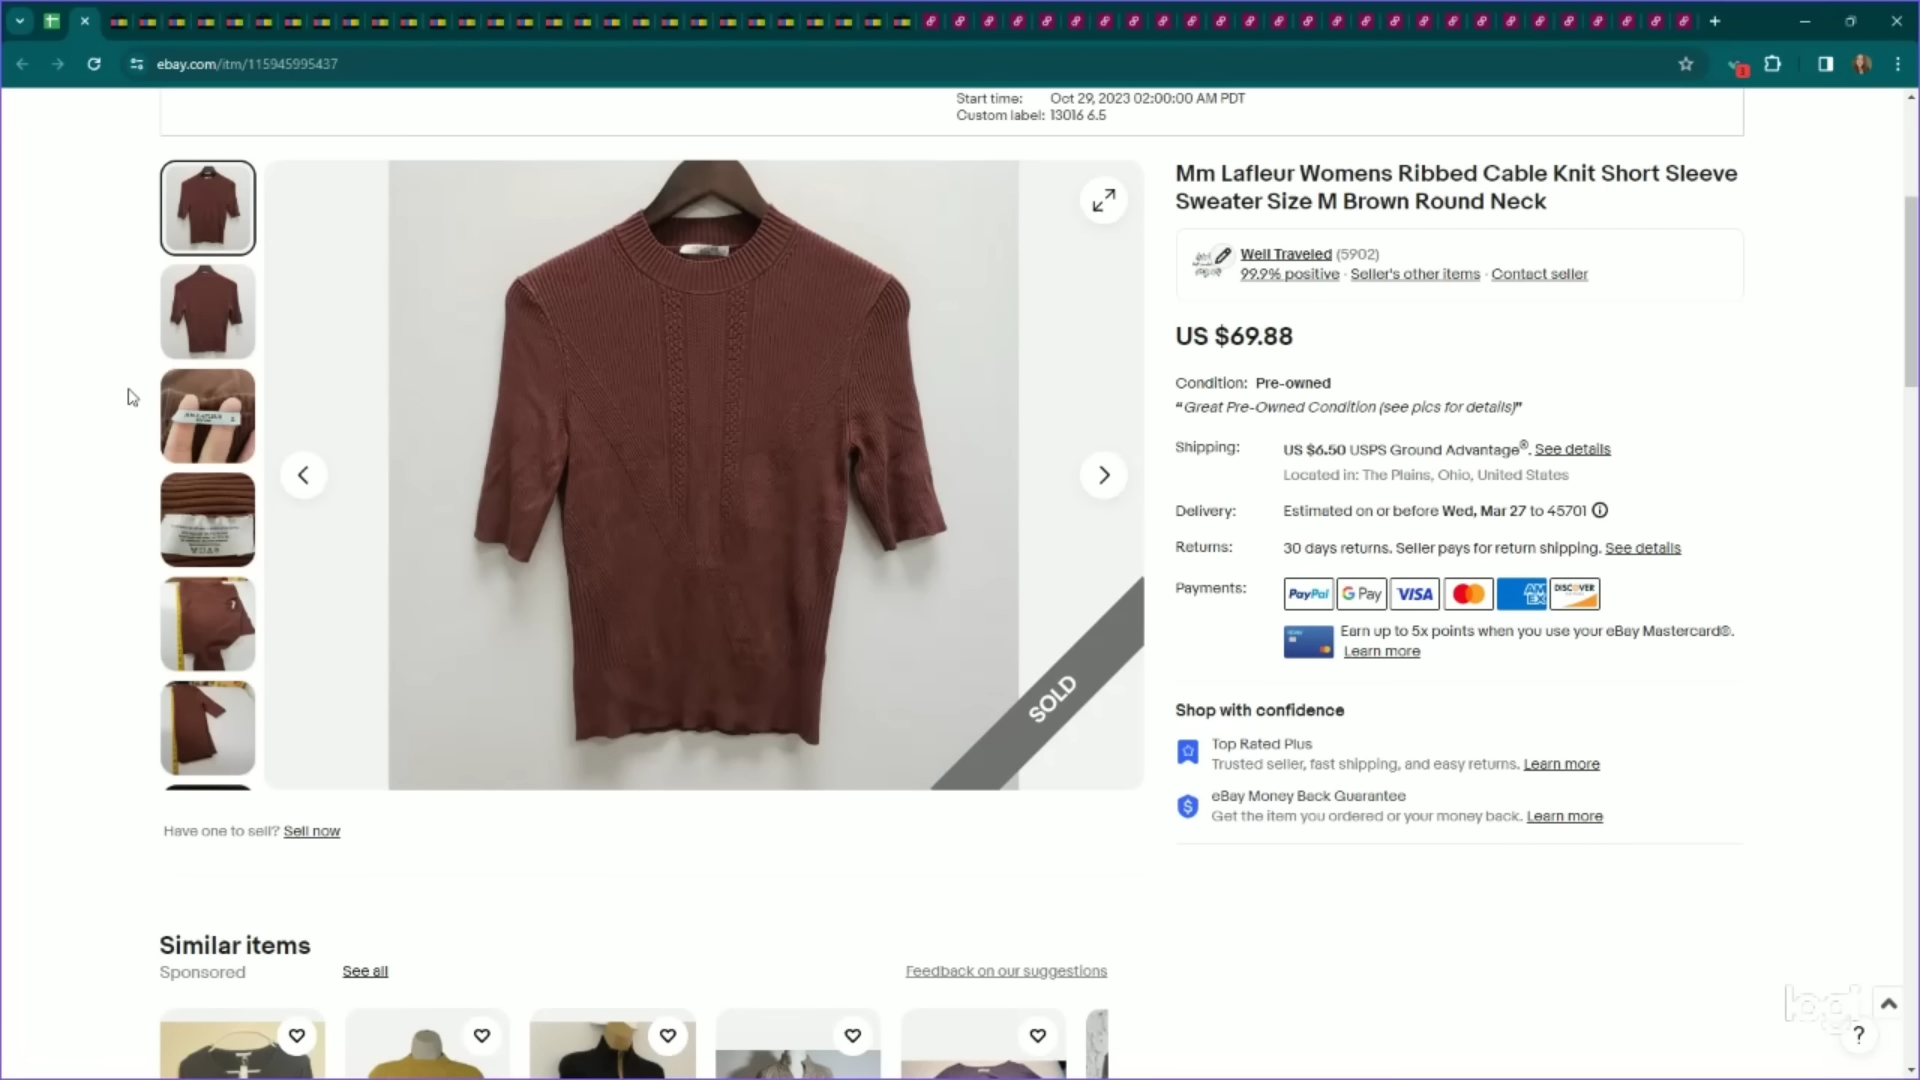 ebay.com/itm/115945995437
Start time: Oct 29, 2023 02:00:00 AM PDT
Custom label: 13016 6.5
Mm Lafleur Womens Ribbed Cable Knit Short Sleeve
Sweater Size M Brown Round Neck
Well Traveled (5902)
99.9% positive · Seller's other items · Contact seller
US $69.88
Condition: Pre-owned
“Great Pre-Owned Condition (see pics for details)”
Shipping: US $6.50 USPS Ground Advantage®. See details
Located in: The Plains, Ohio, United States
Delivery: Estimated on or before Wed, Mar 27 to 45701
Returns: 30 days returns. Seller pays for return shipping. See details
Payments: PayPal G Pay VISA AM EX DISCOVER
Earn up to 5x points when you use your eBay Mastercard®.
Learn more
SOLD
Shop with confidence
Top Rated Plus
Trusted seller, fast shipping, and easy returns. Learn more
eBay Money Back Guarantee
Get the item you ordered or your money back. Learn more
Have one to sell? Sell now
Similar items
Sponsored See all
Feedback on our suggestions
logi
?